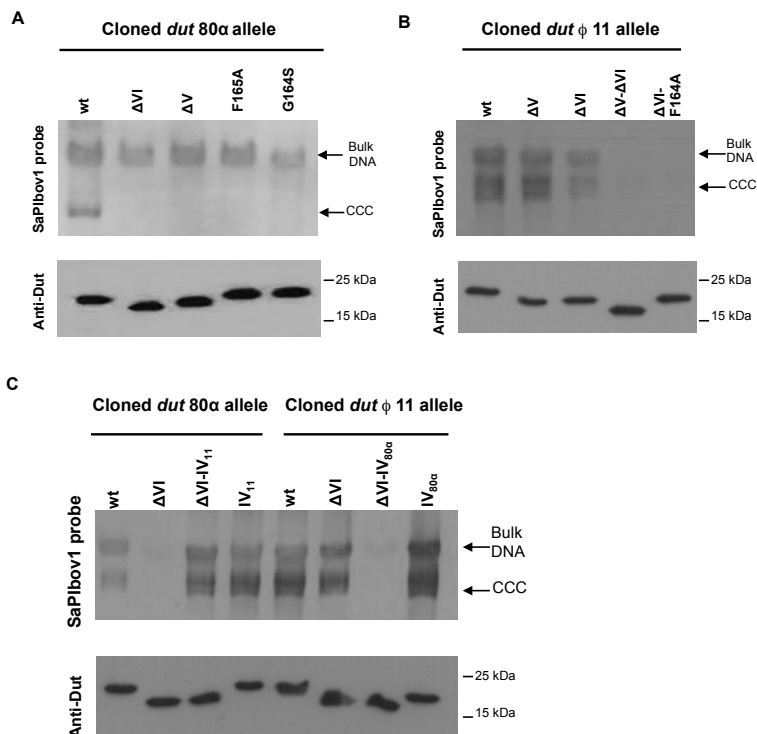 A
Cloned dut 80α allele
wt
ΔVI
ΔV
F165A
G164S
SaPIbov1 probe
Bulk
DNA
CCC
Anti-Dut
25 kDa
15 kDa
B
Cloned dut ϕ 11 allele
wt
ΔV
ΔVI
ΔV-ΔVI
ΔVI-
F164A
SaPIbov1 probe
Bulk
DNA
CCC
Anti-Dut
25 kDa
15 kDa
C
Cloned dut 80α allele
Cloned dut ϕ 11 allele
wt
ΔVI
ΔVI-IV₁₁
IV₁₁
wt
ΔVI
ΔVI-IV₈₀α
IV₈₀α
SaPIbov1 probe
Bulk
DNA
CCC
Anti-Dut
25 kDa
15 kDa